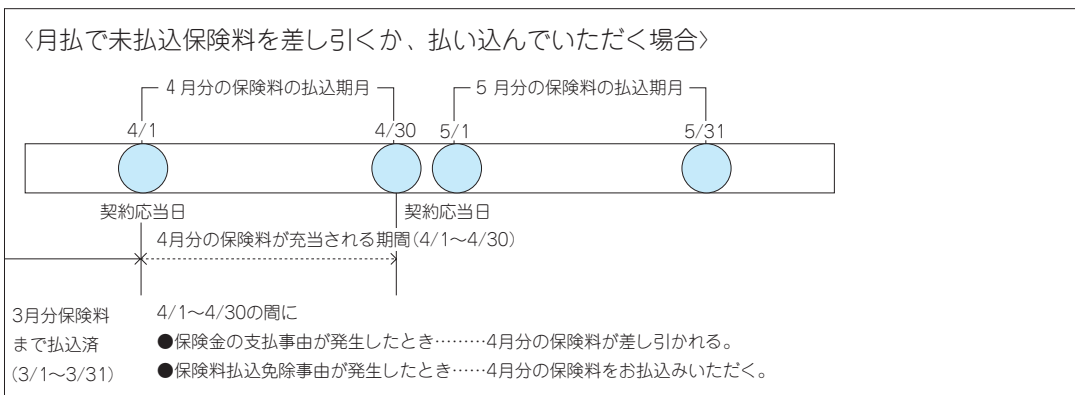 〈月払で未払込保険料を差し引くか、払い込んでいただく場合〉
4月分の保険料の払込期月 5月分の保険料の払込期月
4/1 4/30 5/1 5/31
契約応当日 契約応当日
4月分の保険料が充当される期間(4/1～4/30)
3月分保険料
まで払込済
(3/1～3/31)
4/1～4/30の間に
●保険金の支払事由が発生したとき………4月分の保険料が差し引かれる。
●保険料払込免除事由が発生したとき……4月分の保険料をお払込みいただく。